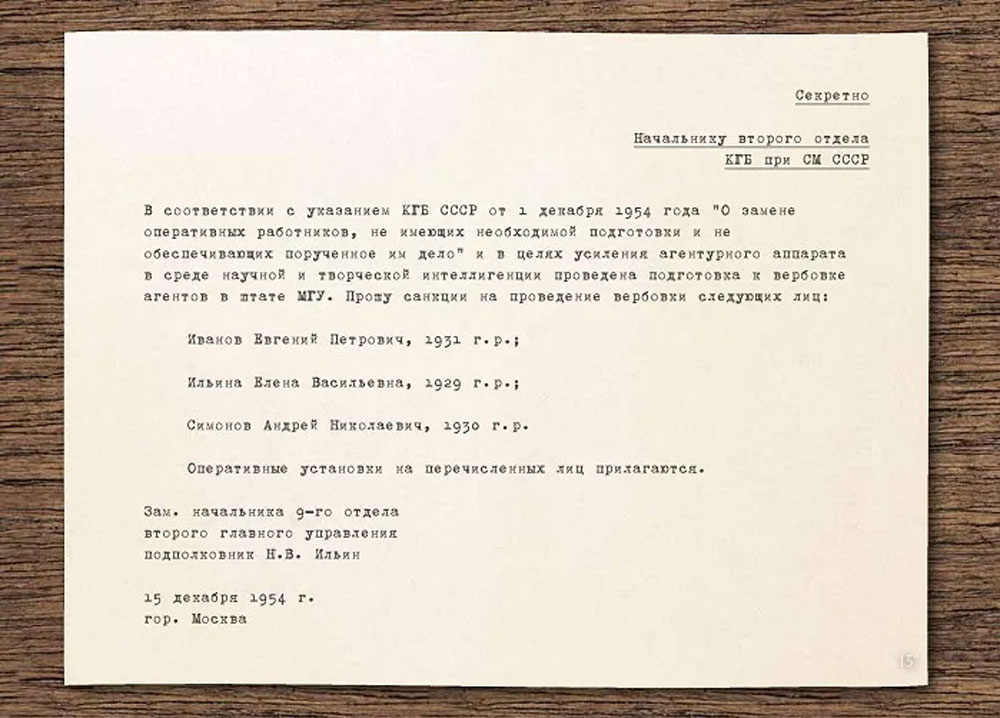 Секретно
Начальнику второго отдела
КГБ при СМ СССР
В соответствии с указанием КГБ СССР от 1 декабря 1954 года "О замене
оперативных работников, не имеющих необходимой подготовки и не
обеспечивающих порученное им дело" и в целях усиления агентурного аппарата
в среде научной и творческой интеллигенции проведена подготовка к вербовке
агентов в штате МГУ. Прошу санкции на проведение вербовки следующих лиц:
Иванов Евгений Петрович, 1931 г.р.;
Ильина Елена Васильевна, 1929 г.р.;
Симонов Андрей Николаевич, 1930 г.р.
Оперативные установки на перечисленных лиц прилагаются.
Зам. начальника 9-го отдела
второго главного управления
подполковник Н.В. Ильин
15 декабря 1954 г.
гор. Москва
15